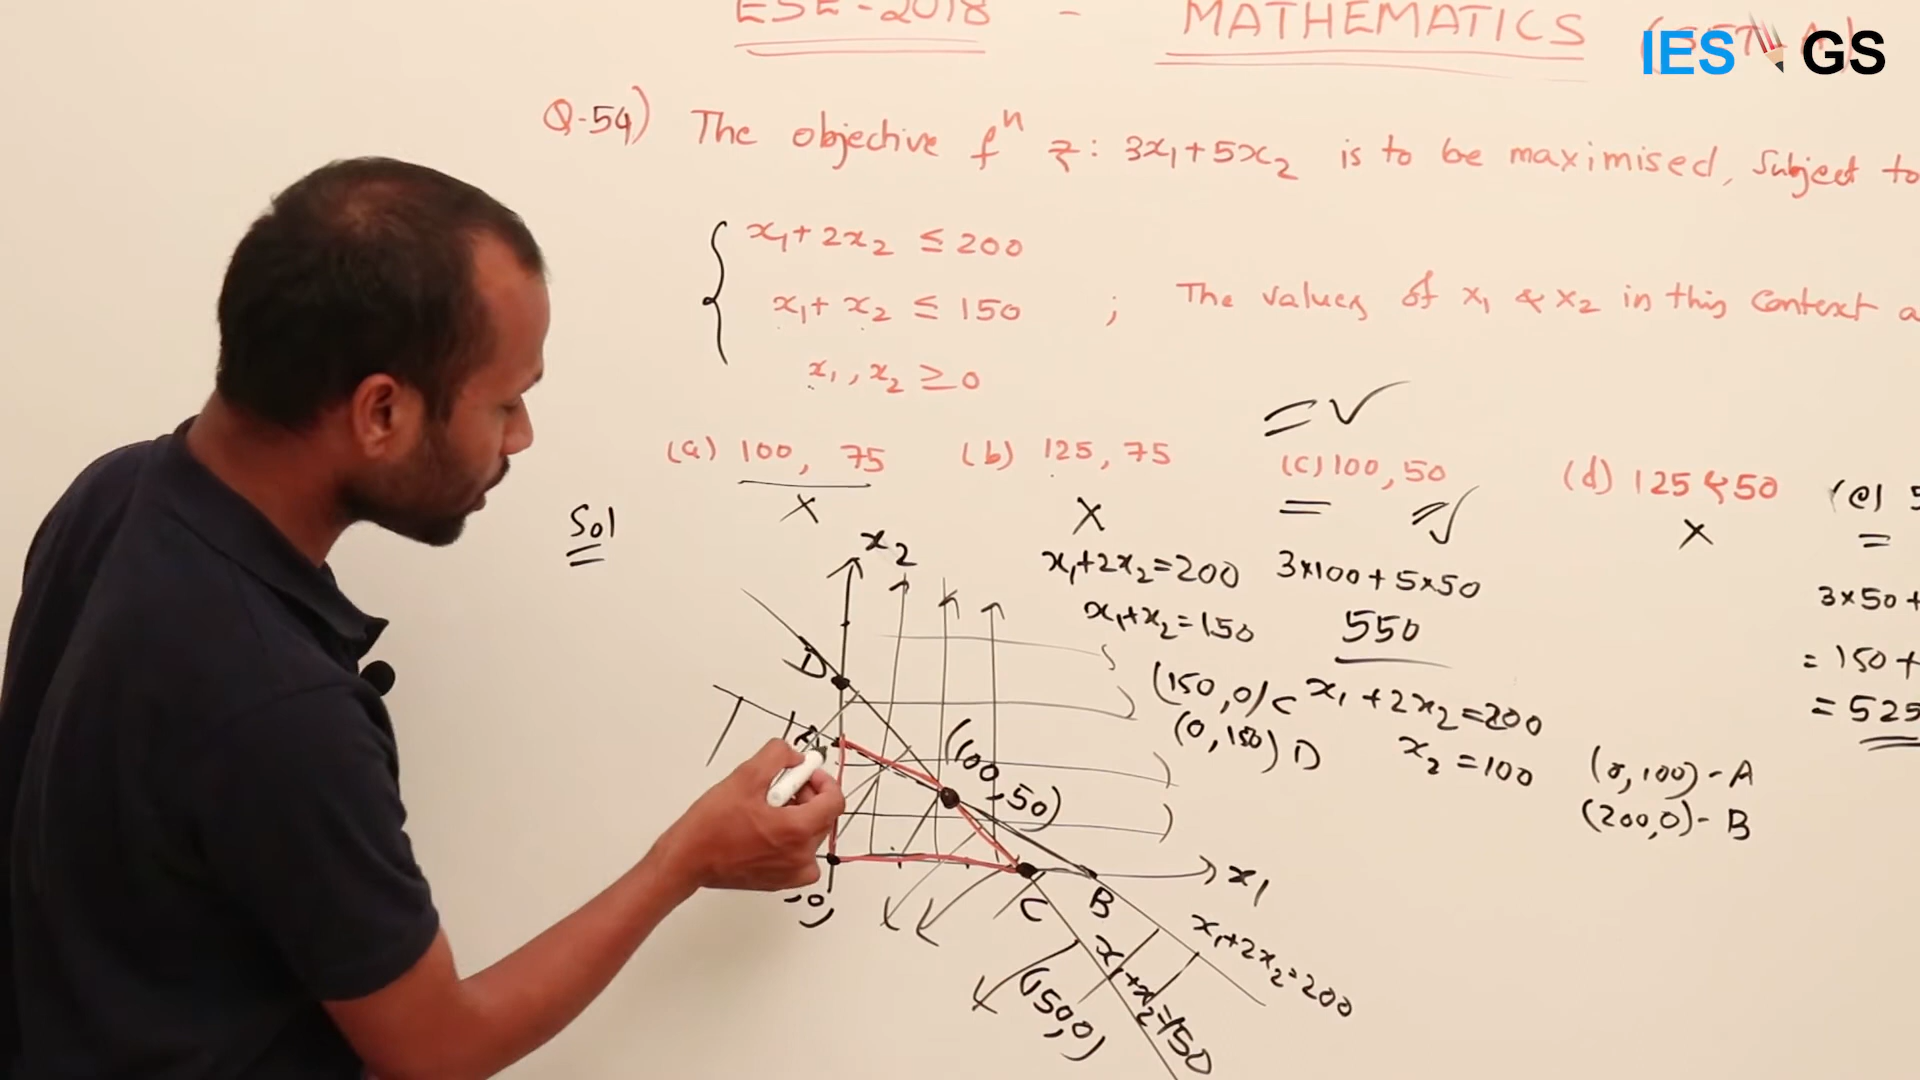 ESE-2018 - MATHEMATICS
IES GS
Q-54) The objective fⁿ z: 3x₁+5x₂ is to be maximised, Subject to
x₁+2x₂ ≤ 200
x₁+x₂ ≤ 150 ; The values of x₁ & x₂ in this Context
x₁, x₂ ≥ 0
(a) 100, 75 (b) 125, 75 (c) 100, 50 (d) 125 & 50 (e)
Sol
x₂
x₁+2x₂=200
x₁+x₂=150
3×100+5×50
550
3×50+
= 150+
= 525
D
(150,0) C
(0,150) D
x₁+2x₂=200
x₂=100
(0,100)-A
(200,0)-B
(100,50)
x₁
C
B
,0)
x₁+2x₂=200
x₁+x₂=150
(150,0)